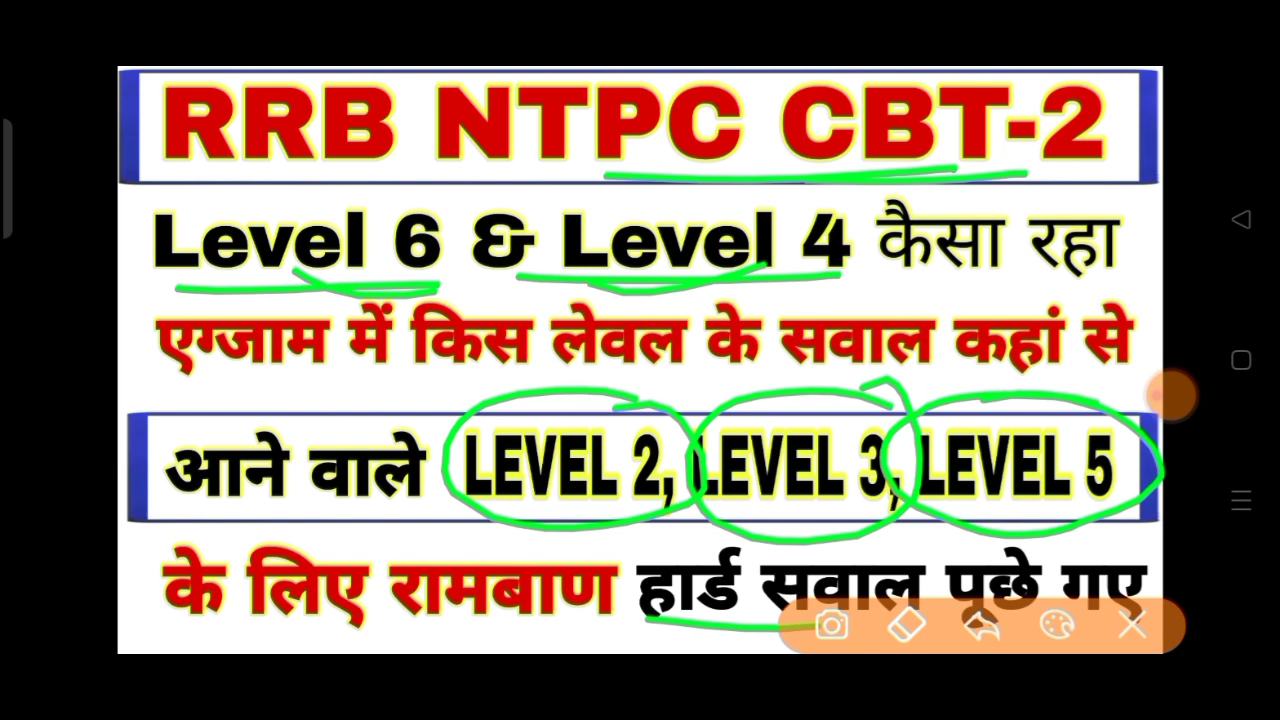 RRB NTPC CBT-2
Level 6 & Level 4 कैसा रहा
एग्जाम में किस लेवल के सवाल कहां से
आने वाले LEVEL 2, LEVEL 3, LEVEL 5
के लिए रामबाण हार्ड सवाल पूछे गए